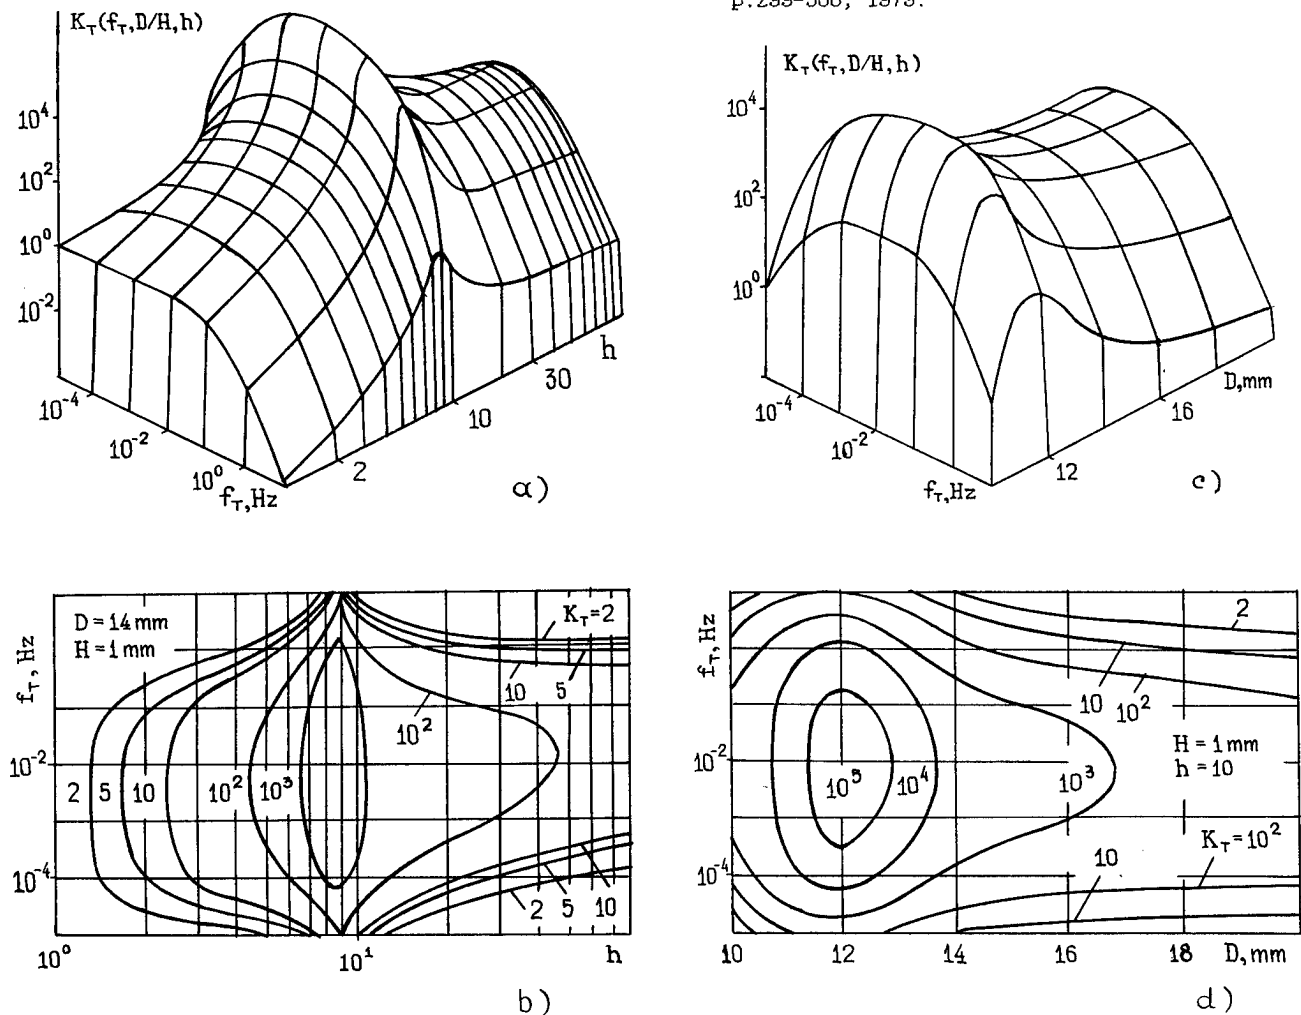 p.299-308, 1979.
K_T(f_T,D/H,h)
10^4
10^2
10^0
10^-2
10^-4
10^-2
10^0
f_T,Hz
2
10
30
h
a)
K_T(f_T,D/H,h)
10^4
10^2
10^0
10^-4
10^-2
f_T,Hz
12
16
D,mm
c)
f_T, Hz
D = 14 mm
H = 1 mm
K_T=2
10
5
10^2
10^-2
2 5 10 10^2 10^3
10^-4
2 5 10
10^0
10^1
h
b)
f_T, Hz
2
10
10^2
H = 1 mm
h = 10
10^-2
10^5
10^4
10^3
K_T=10^2
10
10^-4
10 12 14 16 18 D, mm
d)